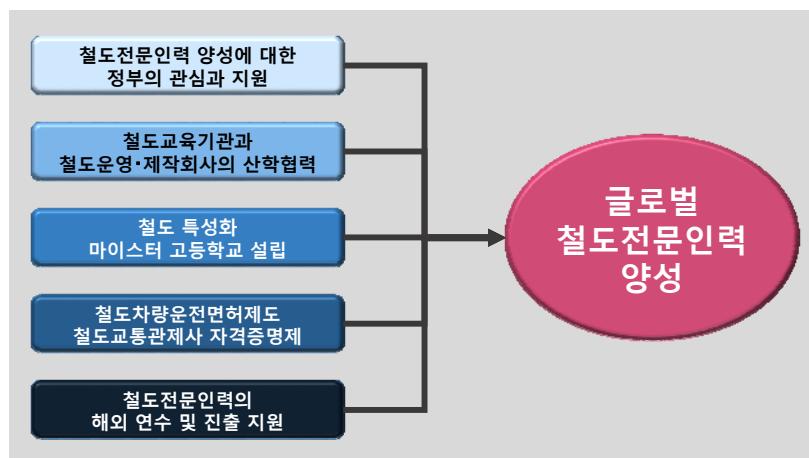 철도전문인력 양성에 대한
정부의 관심과 지원
철도교육기관과
철도운영·제작회사의 산학협력
철도 특성화
마이스터 고등학교 설립
철도차량운전면허제도
철도교통관제사 자격증명제
철도전문인력의
해외 연수 및 진출 지원
글로벌
철도전문인력
양성